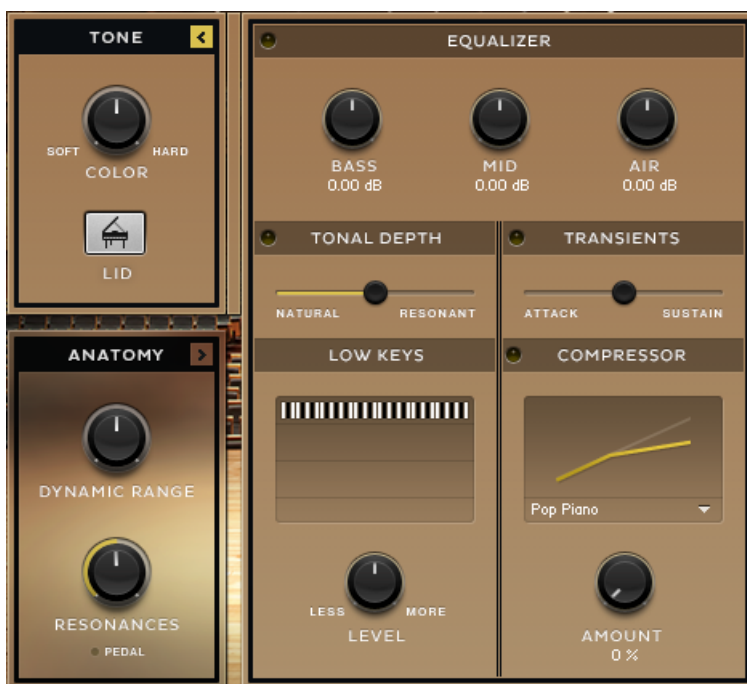 TONE
SOFT HARD
COLOR
LID
ANATOMY
DYNAMIC RANGE
RESONANCES
PEDAL
EQUALIZER
BASS MID AIR
0.00 dB 0.00 dB 0.00 dB
TONAL DEPTH
NATURAL RESONANT
TRANSIENTS
ATTACK SUSTAIN
LOW KEYS
LESS MORE
LEVEL
COMPRESSOR
Pop Piano
AMOUNT
0 %